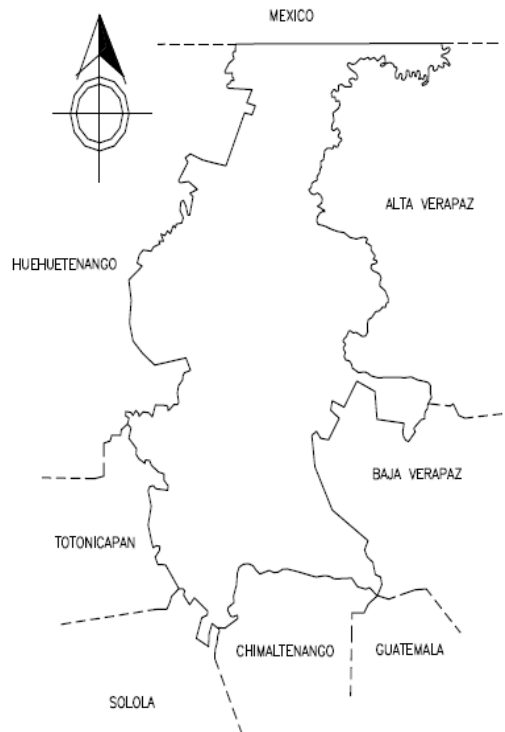 MEXICO
ALTA VERAPAZ
HUEHUETENANGO
BAJA VERAPAZ
TOTONICAPAN
CHIMALTENANGO
GUATEMALA
SOLOLA